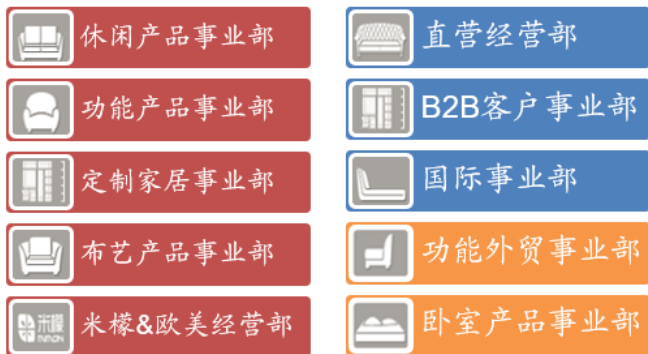 休闲产品事业部
功能产品事业部
定制家居事业部
布艺产品事业部
米檬
米檬&欧美经营部
直营经营部
B2B客户事业部
国际事业部
功能外贸事业部
卧室产品事业部